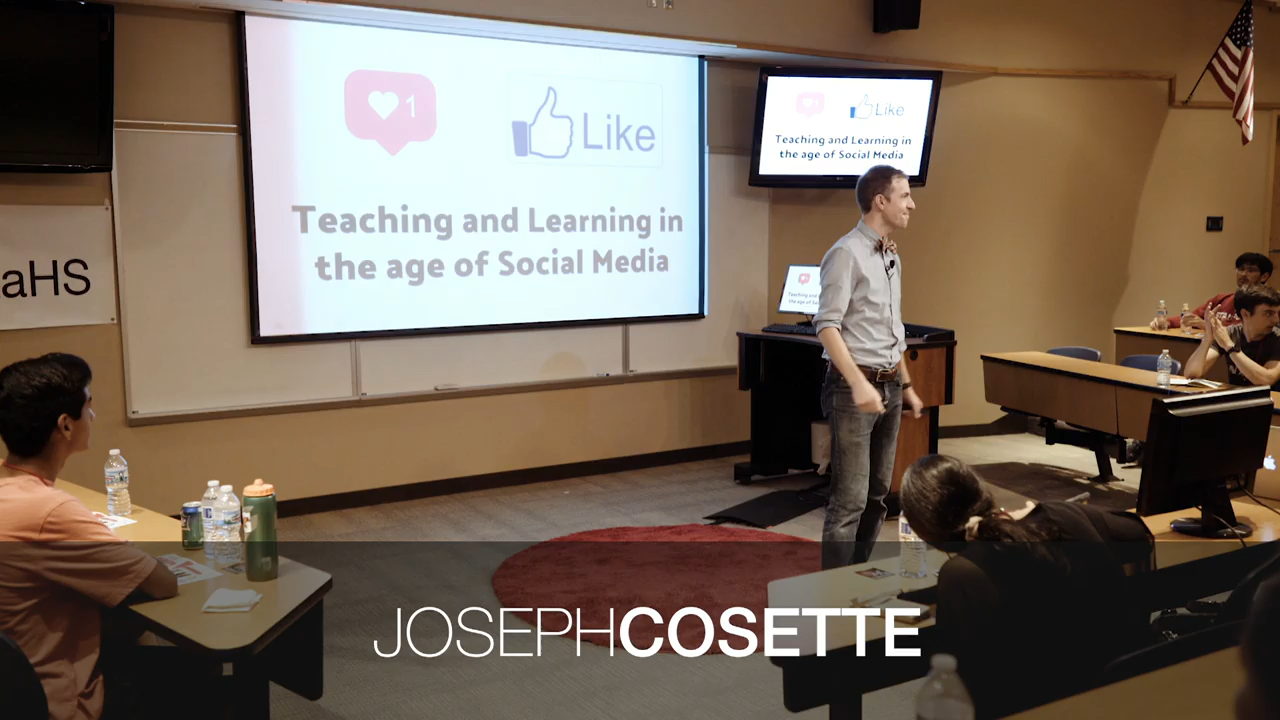 1
Like
Teaching and Learning in
the age of Social Media
Like
Teaching and Learning in
the age of Social Media
aHS
JOSEPHCOSETTE